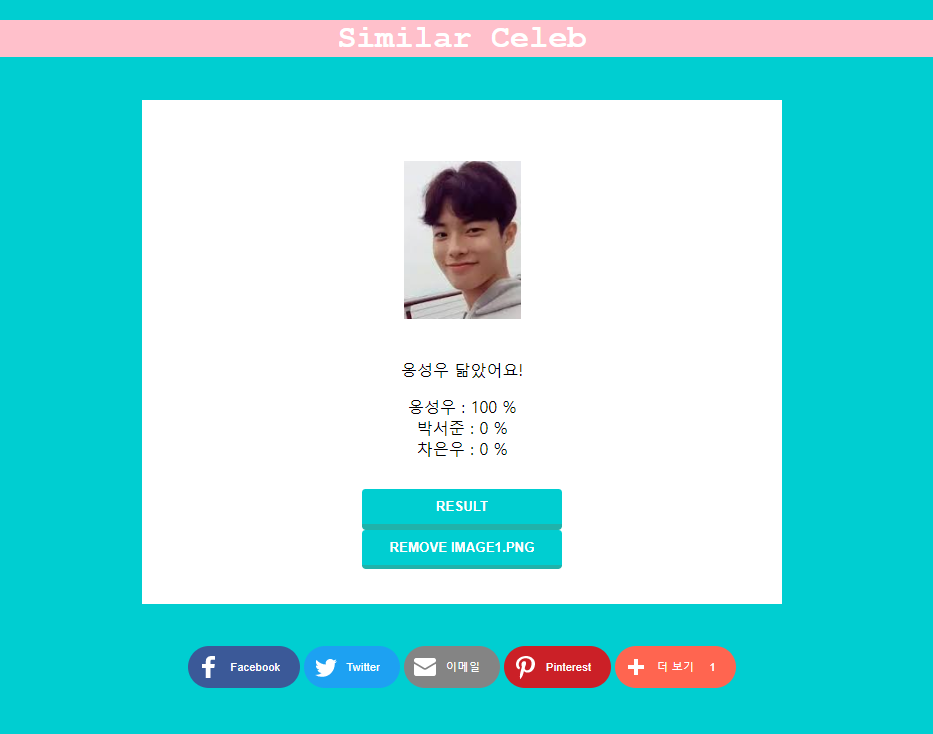 Similar Celeb
옹성우 닮았어요!
옹성우 : 100 %
박서준 : 0 %
차은우 : 0 %
RESULT
REMOVE IMAGE1.PNG
Facebook Twitter 이메일 Pinterest 더 보기 1